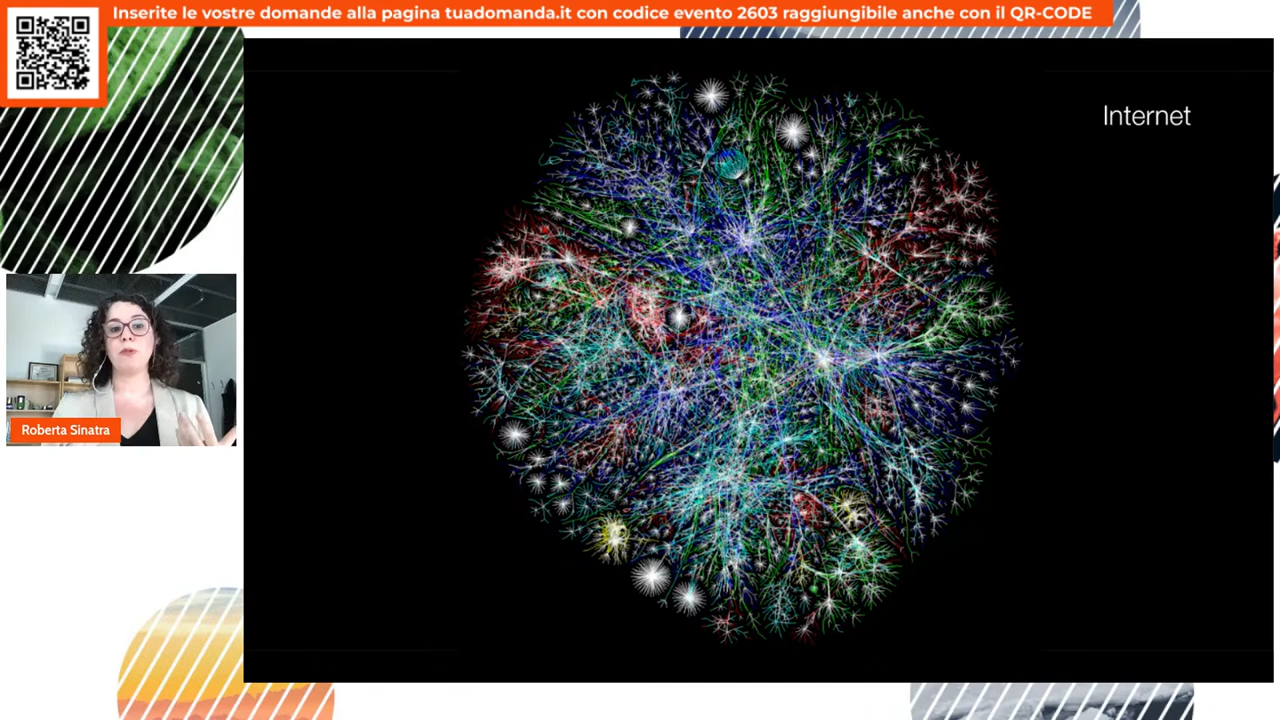 Inserite le vostre domande alla pagina tuadomanda.it con codice evento 2603 raggiungibile anche con il QR-CODE
Internet
Roberta Sinatra